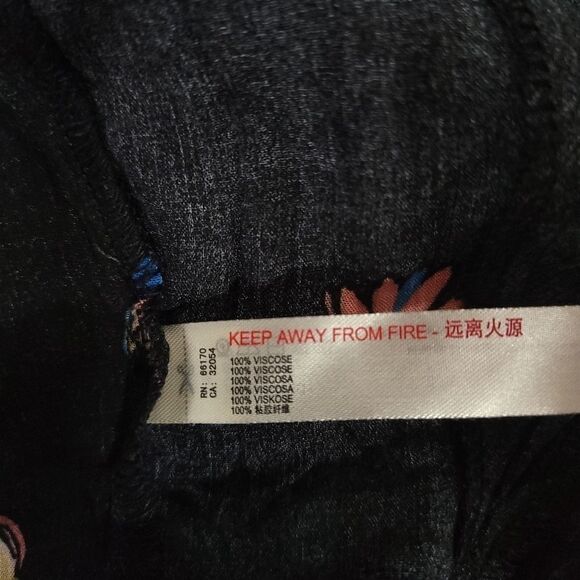 KEEP AWAY FROM FIRE - 远离火源
RN: 66170
CA: 32054
100% VISCOSE
100% VISCOSE
100% VISCOSA
100% VISCOSA
100% VISKOSE
100% 粘胶纤维